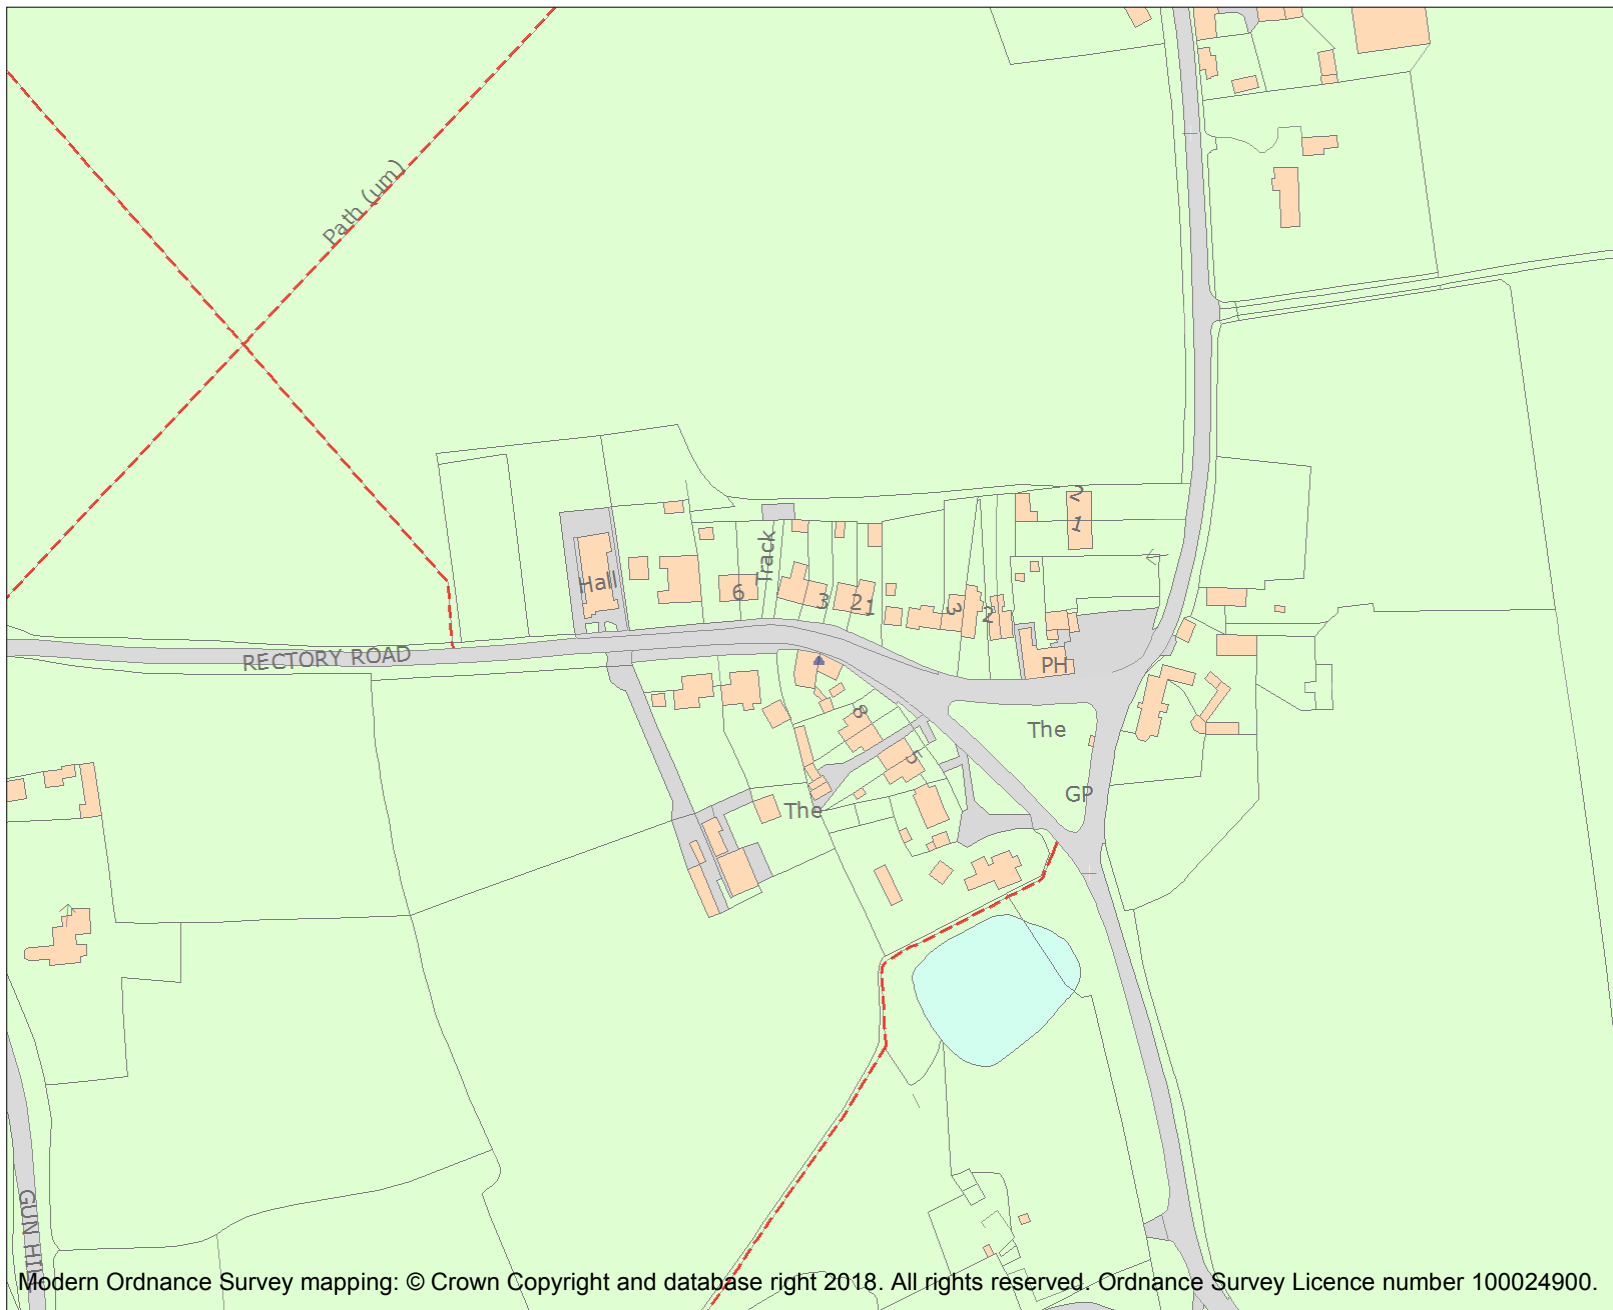 Path (um)
2
1
Track
Hall
6
3
2
1
3
2
RECTORY ROAD
PH
8
The
5
GP
The
GUN HIL
Modern Ordnance Survey mapping: © Crown Copyright and database right 2018. All rights reserved. Ordnance Survey Licence number 100024900.